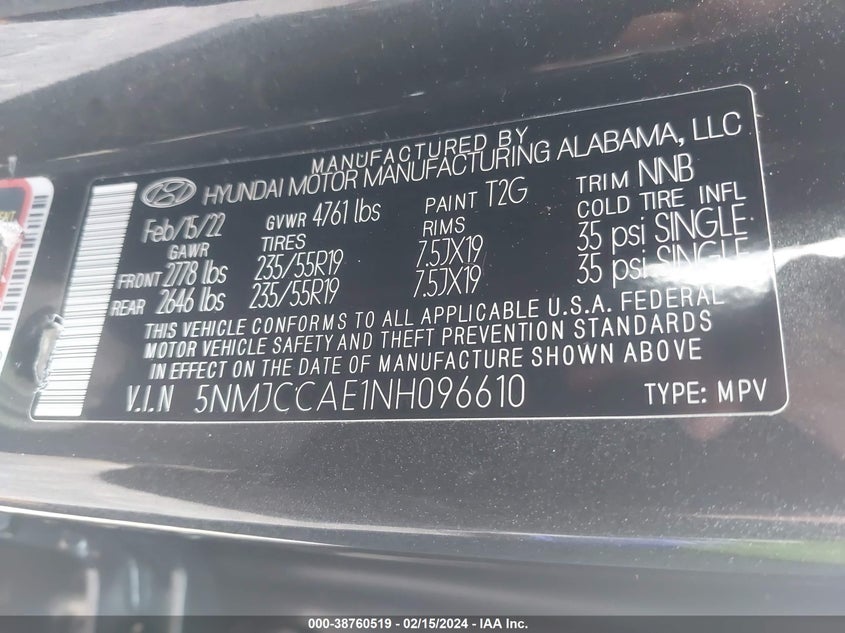 MANUFACTURED BY
HYUNDAI MOTOR MANUFACTURING ALABAMA, LLC
Feb/15/22 GVWR 4761 lbs PAINT T2G TRIM NNB
GAWR TIRES RIMS COLD TIRE INFL
FRONT 2778 lbs 235/55R19 7.5JX19 35 psi SINGLE
REAR 2646 lbs 235/55R19 7.5JX19 35 psi SINGLE
THIS VEHICLE CONFORMS TO ALL APPLICABLE U.S.A. FEDERAL
MOTOR VEHICLE SAFETY AND THEFT PREVENTION STANDARDS
IN EFFECT ON THE DATE OF MANUFACTURE SHOWN ABOVE
V.I.N 5NMJCCAE1NH096610 TYPE: MPV
000-38760519 - 02/15/2024 - IAA Inc.